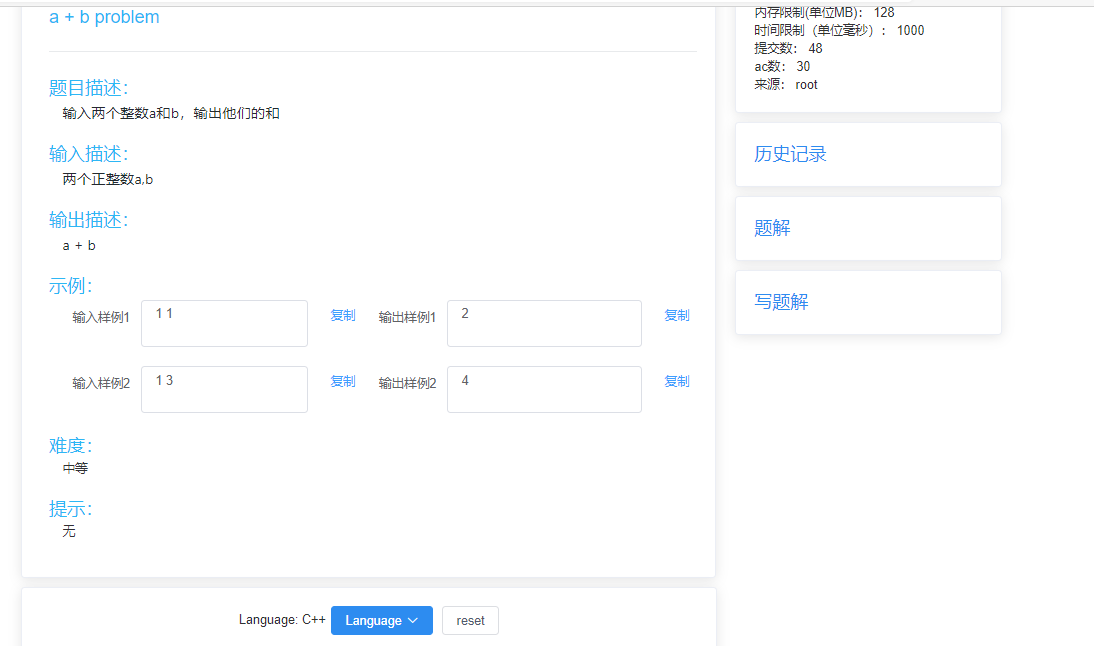 a + b problem
题目描述：
输入两个整数a和b，输出他们的和
输入描述：
两个正整数a,b
输出描述：
a + b
示例：
输入样例1 1 1 复制 输出样例1 2 复制
输入样例2 1 3 复制 输出样例2 4 复制
难度：
中等
提示：
无
Language: C++ Language reset
内存限制(单位MB)： 128
时间限制（单位毫秒）： 1000
提交数： 48
ac数： 30
来源： root
历史记录
题解
写题解